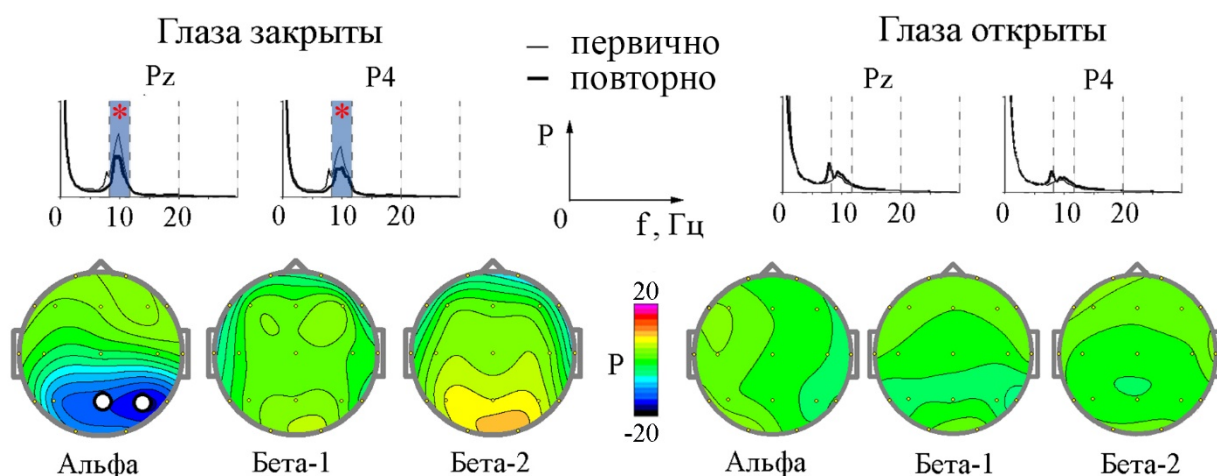 Глаза закрыты
Pz
P4
*
*
0
10
20
0
10
20
первично
повторно
P
0
f, Гц
Глаза открыты
Pz
P4
0
10
20
0
10
20
Альфа
Бета-1
Бета-2
20
P
-20
Альфа
Бета-1
Бета-2